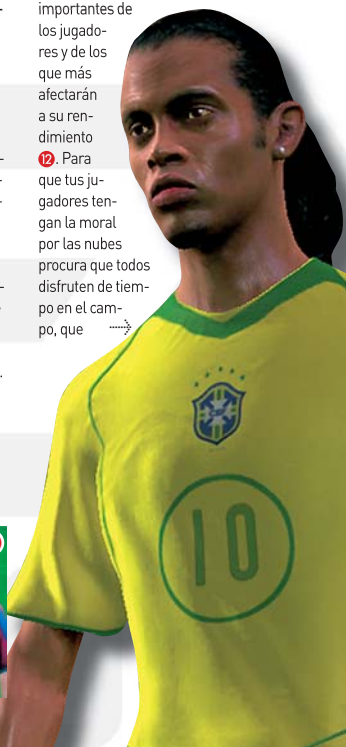 importantes de
los jugado-
res y de los
que más
afectarán
a su ren-
dimiento
12. Para
que tus ju-
gadores ten-
gan la moral
por las nubes
procura que todos
disfruten de tiem-
po en el cam-
po, que
10